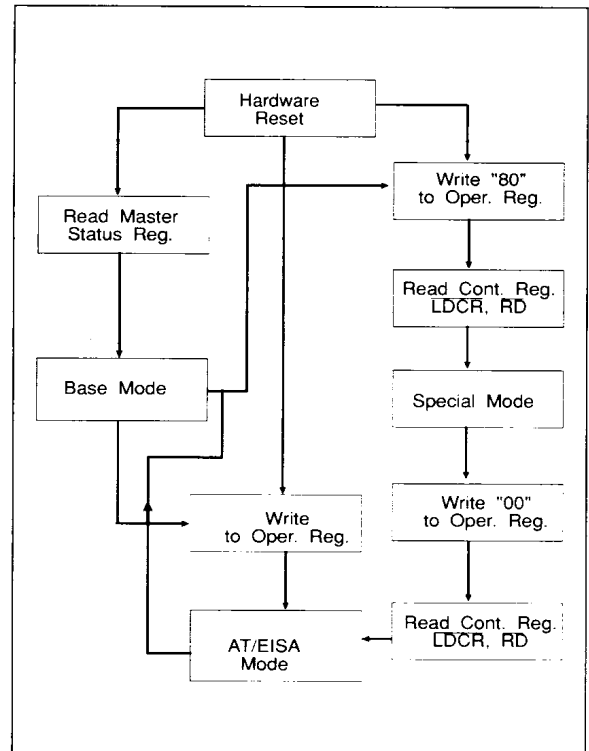 Hardware
Reset
Write "80"
to Oper. Reg.
Read Master
Status Reg.
Read Cont. Reg.
LDCR, RD
Base Mode
Special Mode
Write
to Oper. Reg.
Write "00"
to Oper. Reg.
AT/EISA
Mode
Read Cont. Reg.
LDCR, RD